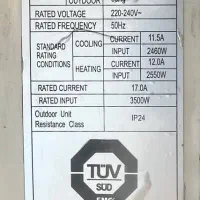 OUTDOOR
RATED VOLTAGE 220-240V~
RATED FREQUENCY 50Hz
STANDARD RATING CONDITIONS
COOLING CURRENT 11.5A
INPUT 2460W
HEATING CURRENT 12.0A
INPUT 2550W
RATED CURRENT 17.0A
RATED INPUT 3500W
Outdoor Unit
Resistance Class IP24
TÜV
SÜD